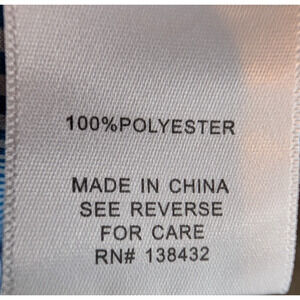 100%POLYESTER
MADE IN CHINA
SEE REVERSE
FOR CARE
RN# 138432